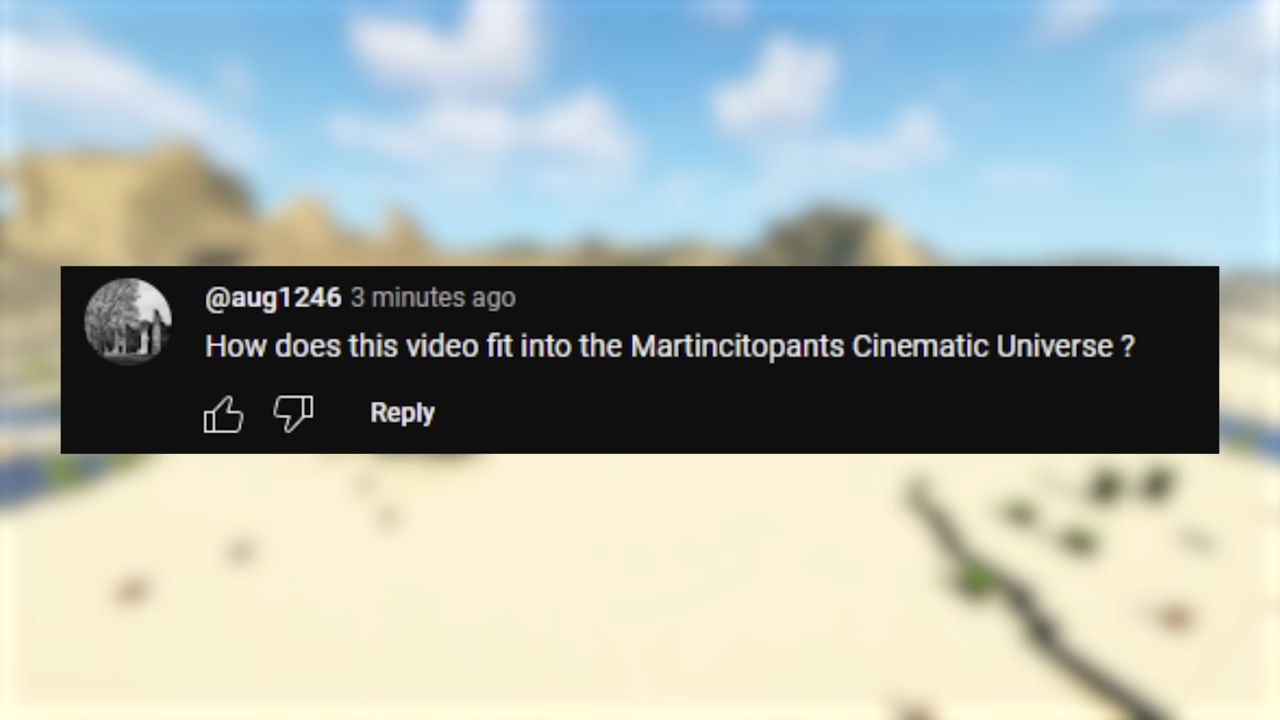 @aug1246 3 minutes ago
How does this video fit into the Martincitopants Cinematic Universe ?
Reply